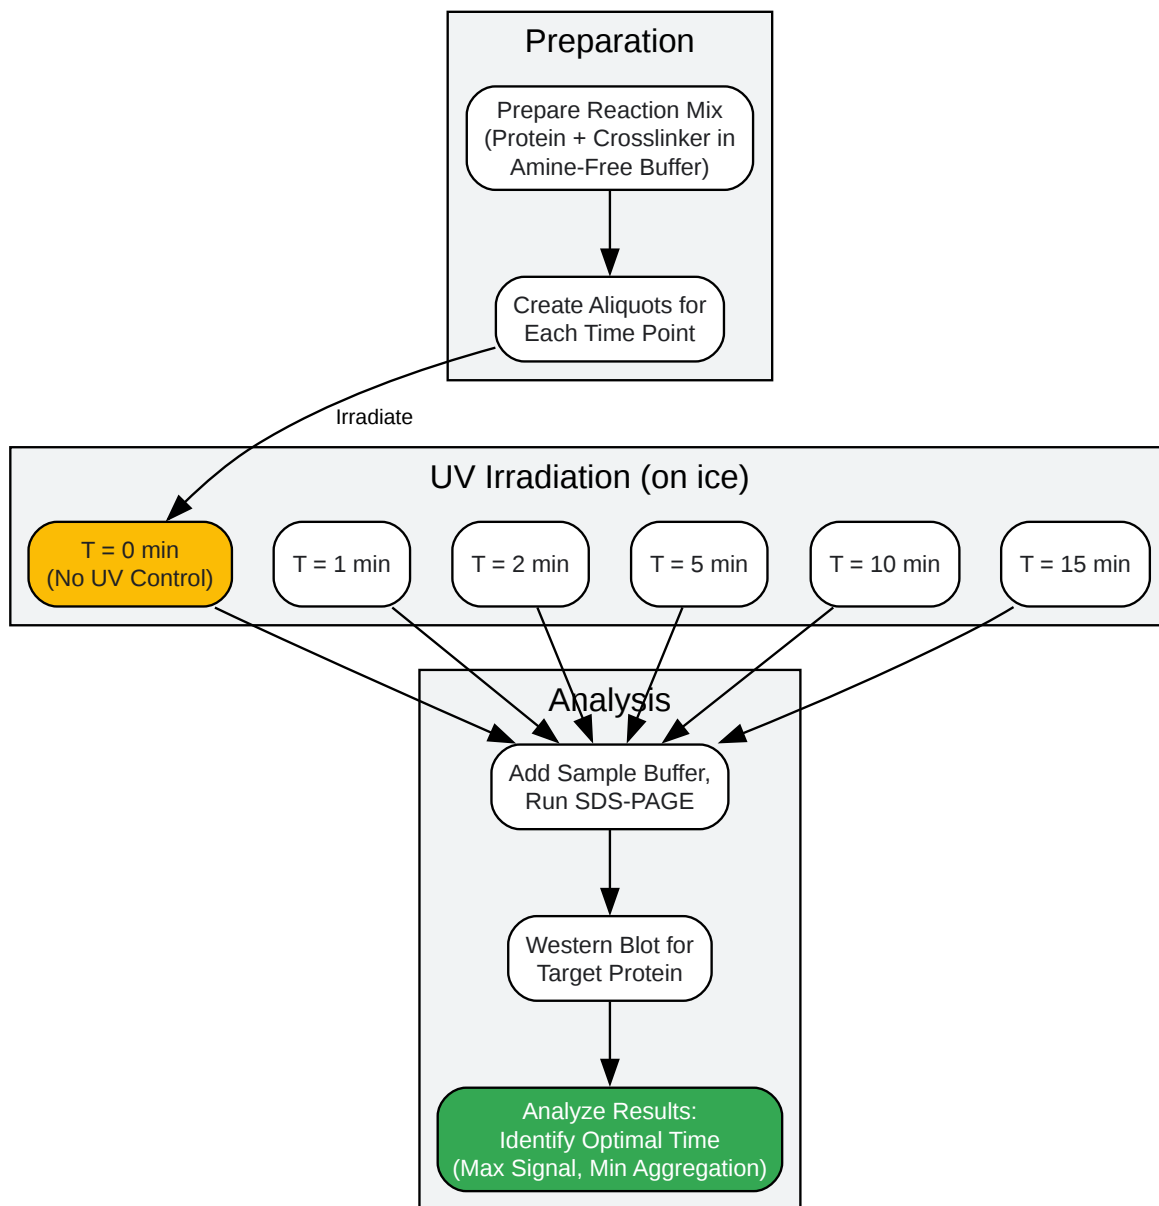 Preparation
Prepare Reaction Mix
(Protein + Crosslinker in
Amine-Free Buffer)
Create Aliquots for
Each Time Point
Irradiate
UV Irradiation (on ice)
T = 0 min
(No UV Control)
T = 1 min
T = 2 min
T = 5 min
T = 10 min
T = 15 min
Analysis
Add Sample Buffer,
Run SDS-PAGE
Western Blot for
Target Protein
Analyze Results:
Identify Optimal Time
(Max Signal, Min Aggregation)